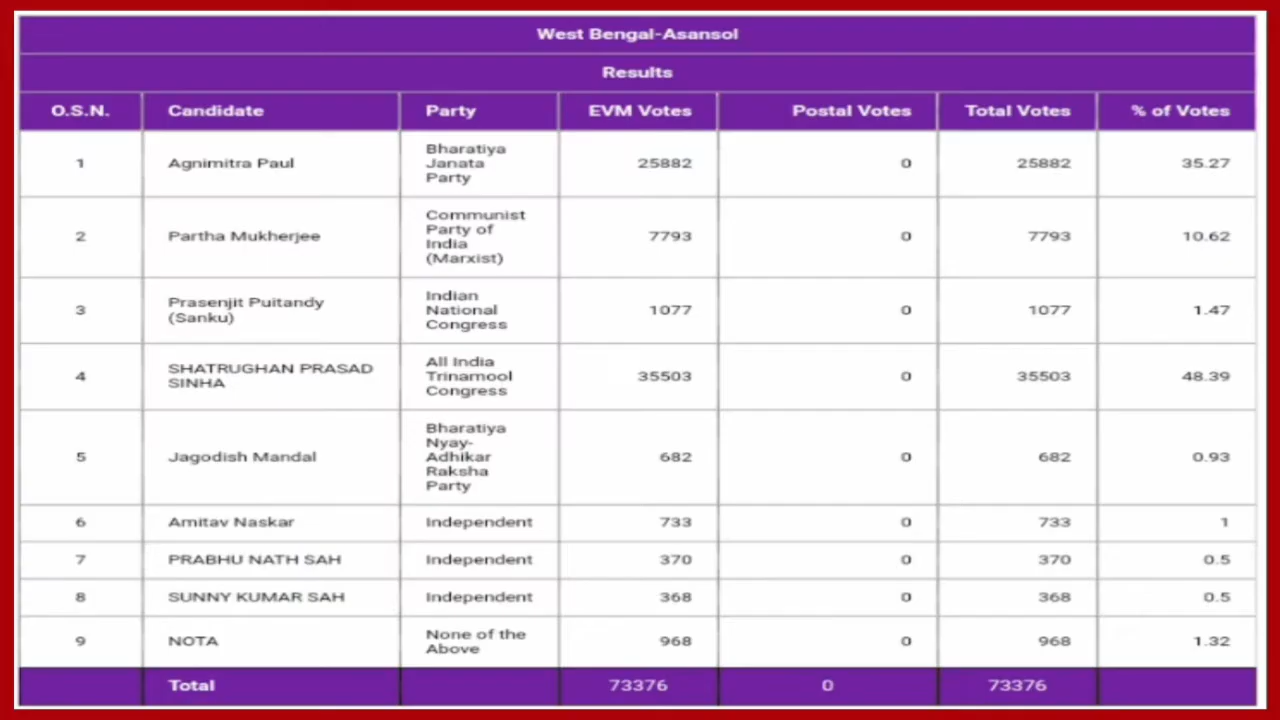 West Bengal-Asansol
Results
O.S.N. Candidate Party EVM Votes Postal Votes Total Votes % of Votes
1 Agnimitra Paul Bharatiya Janata Party 25882 0 25882 35.27
2 Partha Mukherjee Communist Party of India (Marxist) 7793 0 7793 10.62
3 Prasenjit Puitandy (Sanku) Indian National Congress 1077 0 1077 1.47
4 SHATRUGHAN PRASAD SINHA All India Trinamool Congress 35503 0 35503 48.39
5 Jagodish Mandal Bharatiya Nyay-Adhikar Raksha Party 682 0 682 0.93
6 Amitav Naskar Independent 733 0 733 1
7 PRABHU NATH SAH Independent 370 0 370 0.5
8 SUNNY KUMAR SAH Independent 368 0 368 0.5
9 NOTA None of the Above 968 0 968 1.32
Total 73376 0 73376